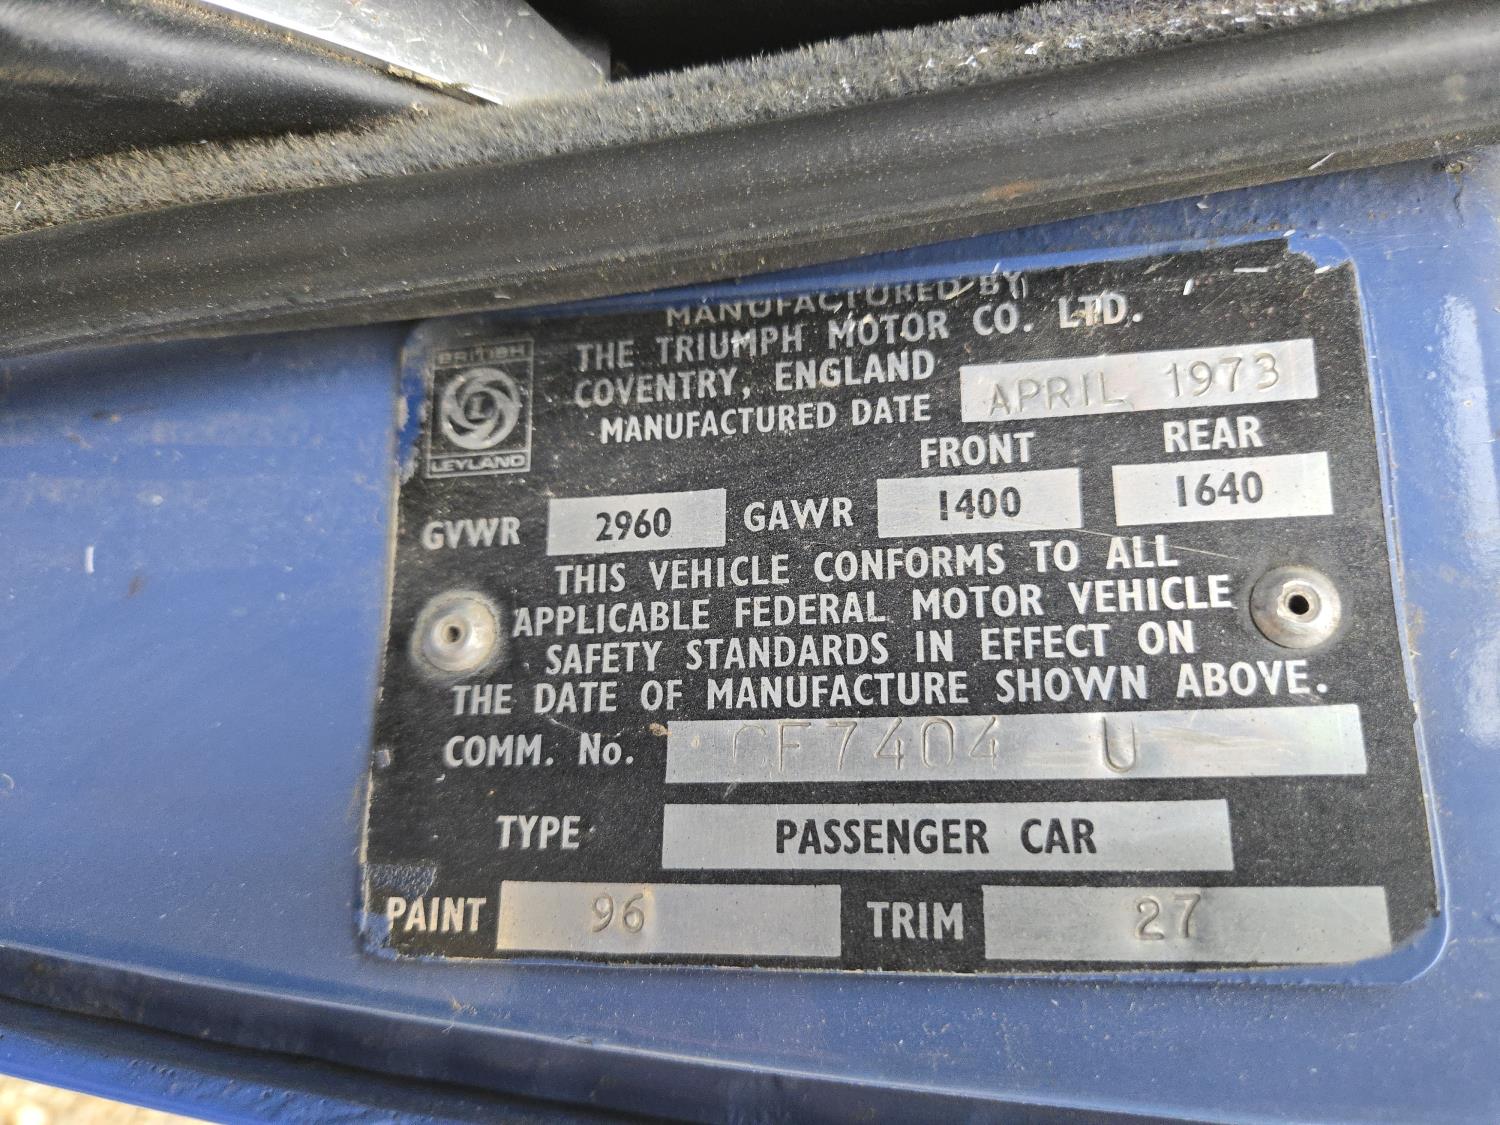 MANUFACTURED BY
THE TRIUMPH MOTOR CO. LTD.
COVENTRY, ENGLAND
BRITISH
L
LEYLAND
MANUFACTURED DATE APRIL 1973
FRONT REAR
GVWR 2960 GAWR 1400 1640
THIS VEHICLE CONFORMS TO ALL
APPLICABLE FEDERAL MOTOR VEHICLE
SAFETY STANDARDS IN EFFECT ON
THE DATE OF MANUFACTURE SHOWN ABOVE.
COMM. No. CF7404 U
TYPE PASSENGER CAR
PAINT 96 TRIM 27